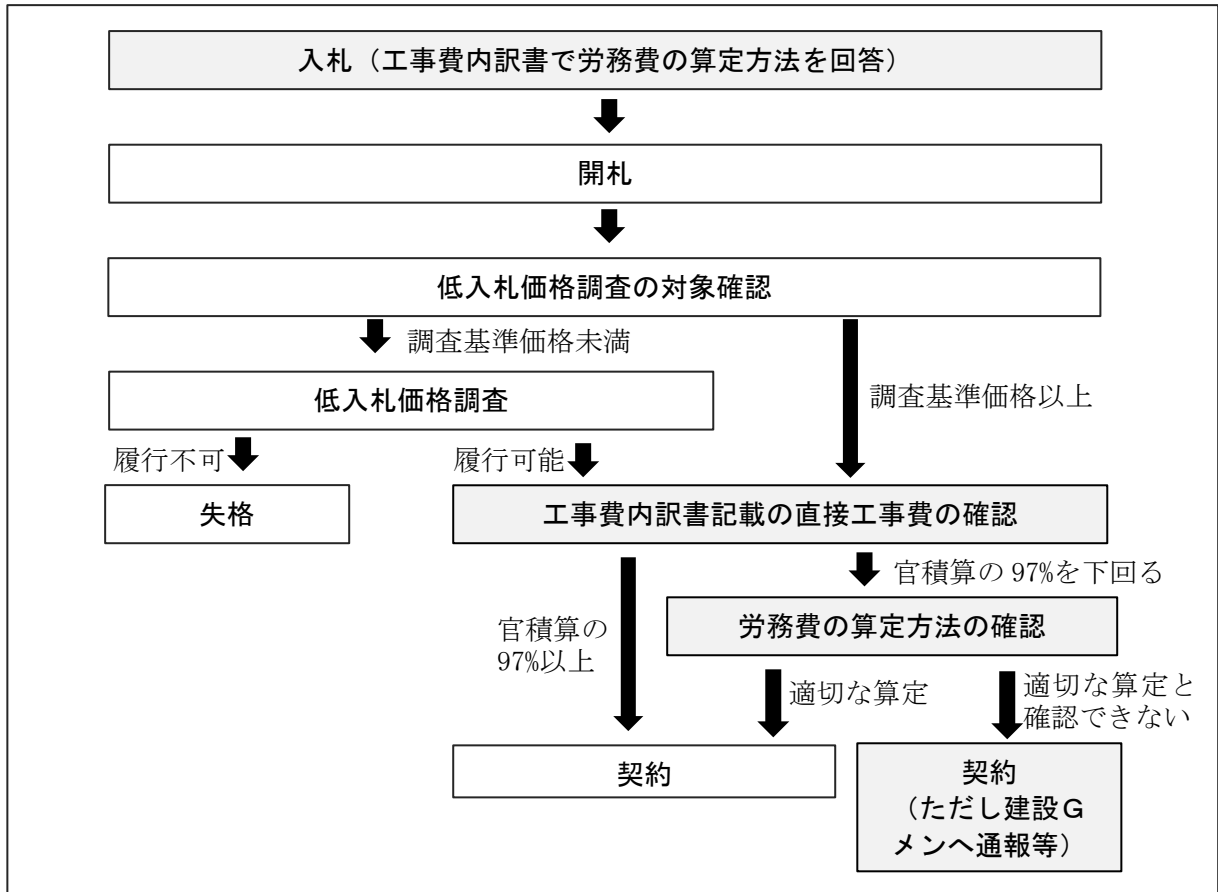 入札（工事費内訳書で労務費の算定方法を回答）
開札
低入札価格調査の対象確認
調査基準価格未満
低入札価格調査
調査基準価格以上
履行不可
履行可能
失格
工事費内訳書記載の直接工事費の確認
官積算の 97%を下回る
労務費の算定方法の確認
官積算の
97%以上
適切な算定
適切な算定と
確認できない
契約
契約
（ただし建設Ｇ
メンへ通報等）